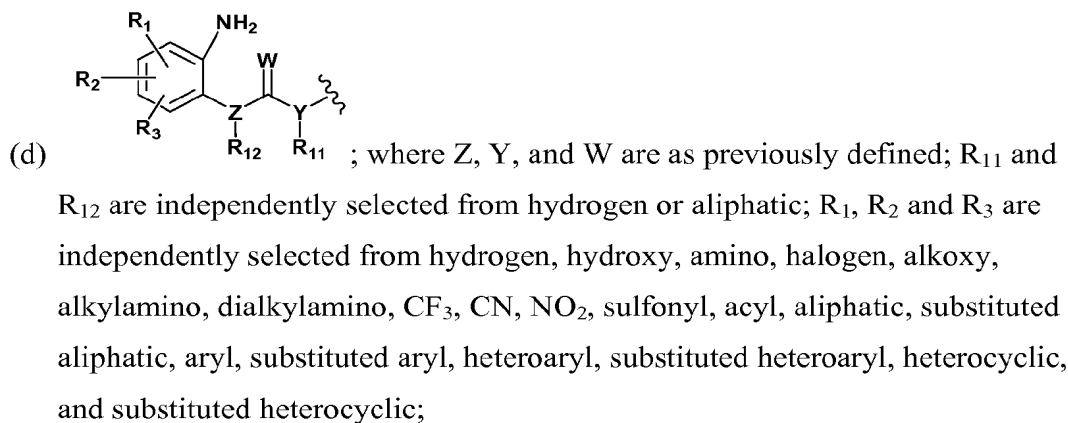 R₁ NH₂
W
R₂
Z Y
R₃ R₁₂ R₁₁
(d) ; where Z, Y, and W are as previously defined; R₁₁ and
R₁₂ are independently selected from hydrogen or aliphatic; R₁, R₂ and R₃ are
independently selected from hydrogen, hydroxy, amino, halogen, alkoxy,
alkylamino, dialkylamino, CF₃, CN, NO₂, sulfonyl, acyl, aliphatic, substituted
aliphatic, aryl, substituted aryl, heteroaryl, substituted heteroaryl, heterocyclic,
and substituted heterocyclic;